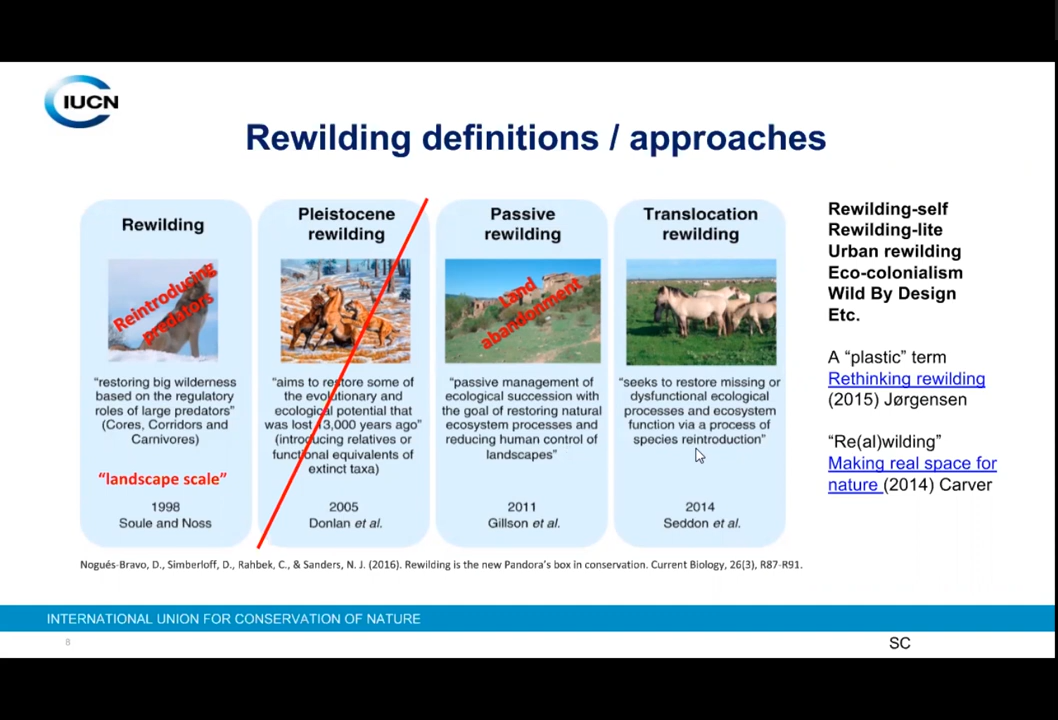 IUCN
Rewilding definitions / approaches
Rewilding
Reintroducing
predators
"restoring big wilderness
based on the regulatory
roles of large predators"
(Cores, Corridors and
Carnivores)
"landscape scale"
1998
Soule and Noss
Pleistocene
rewilding
"aims to restore some of
the evolutionary and
ecological potential that
was lost 13,000 years ago"
(introducing relatives or
functional equivalents of
extinct taxa)
2005
Donlan et al.
Passive
rewilding
Land
abandonment
"passive management of
ecological succession with
the goal of restoring natural
ecosystem processes and
reducing human control of
landscapes"
2011
Gillson et al.
Translocation
rewilding
"seeks to restore missing or
dysfunctional ecological
processes and ecosystem
function via a process of
species reintroduction"
2014
Seddon et al.
Rewilding-self
Rewilding-lite
Urban rewilding
Eco-colonialism
Wild By Design
Etc.
A "plastic" term
Rethinking rewilding
(2015) Jørgensen
"Re(al)wilding"
Making real space for
nature (2014) Carver
Nogués-Bravo, D., Simberloff, D., Rahbek, C., & Sanders, N. J. (2016). Rewilding is the new Pandora's box in conservation. Current Biology, 26(3), R87-R91.
INTERNATIONAL UNION FOR CONSERVATION OF NATURE
8
SC